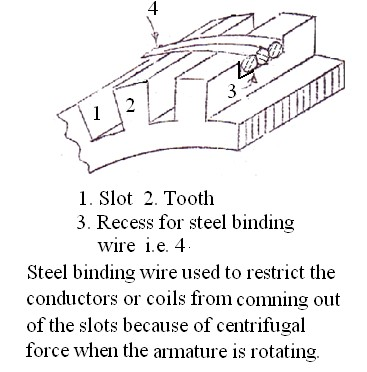 4
1
2
3
1. Slot 2. Tooth
3. Recess for steel binding
wire i.e. 4.
Steel binding wire used to restrict the
conductors or coils from comning out
of the slots because of centrifugal
force when the armature is rotating.